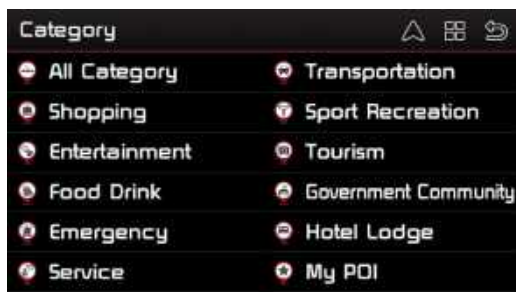 Category
All Category
Transportation
Shopping
Sport Recreation
Entertainment
Tourism
Food Drink
Government Community
Emergency
Hotel Lodge
Service
My POI